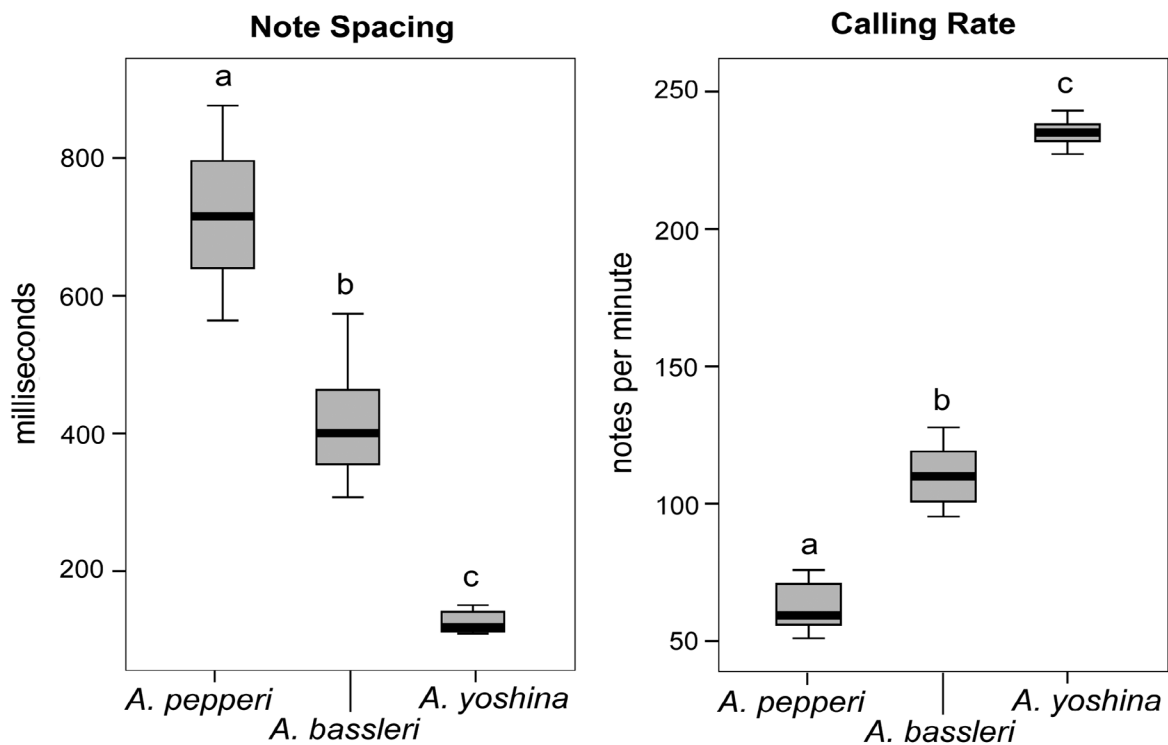 Note Spacing
milliseconds
800
600
400
200
a
b
c
A. pepperi
A. bassleri
A. yoshina
Calling Rate
notes per minute
250
200
150
100
50
a
b
c
A. pepperi
A. bassleri
A. yoshina